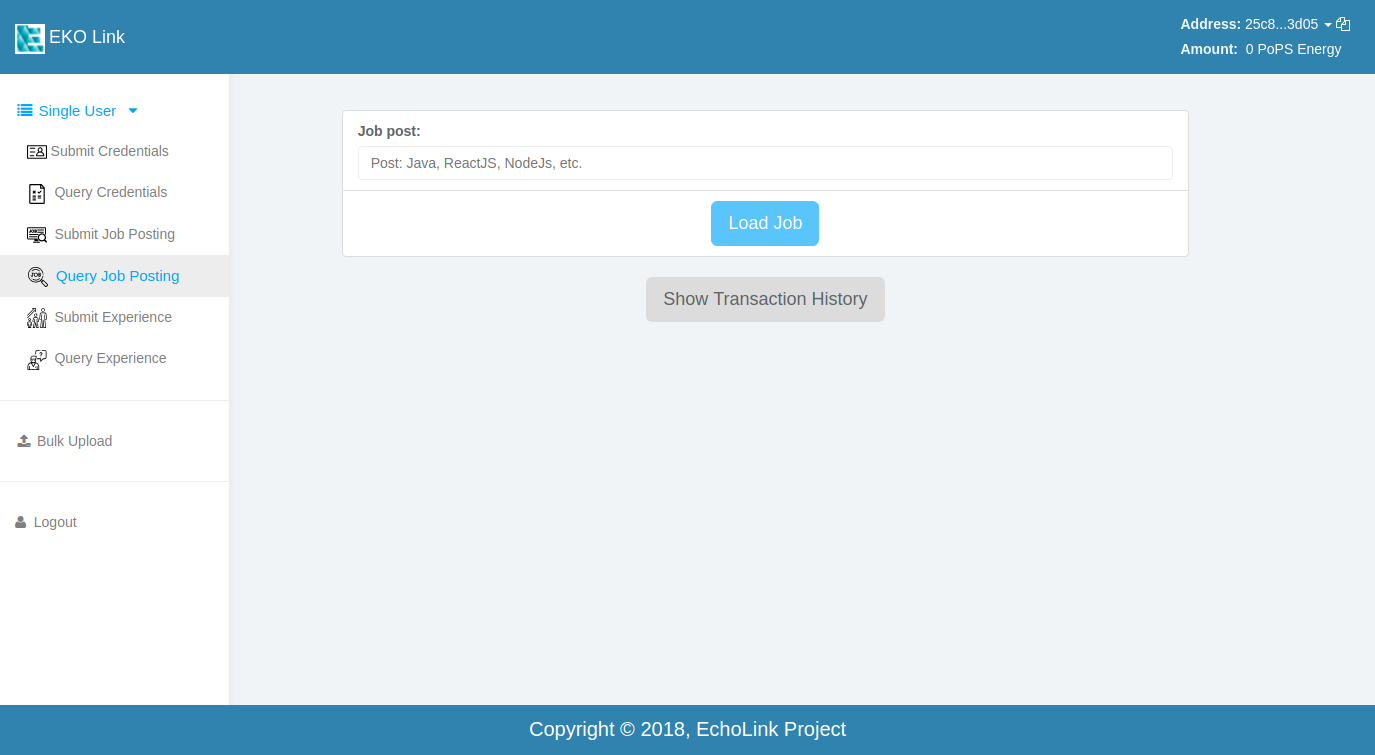 EKO Link
Address: 25c8...3d05
Amount: 0 PoPS Energy
Single User
Submit Credentials
Query Credentials
Submit Job Posting
Query Job Posting
Submit Experience
Query Experience
Bulk Upload
Logout
Job post:
Post: Java, ReactJS, NodeJs, etc.
Load Job
Show Transaction History
Copyright © 2018, EchoLink Project